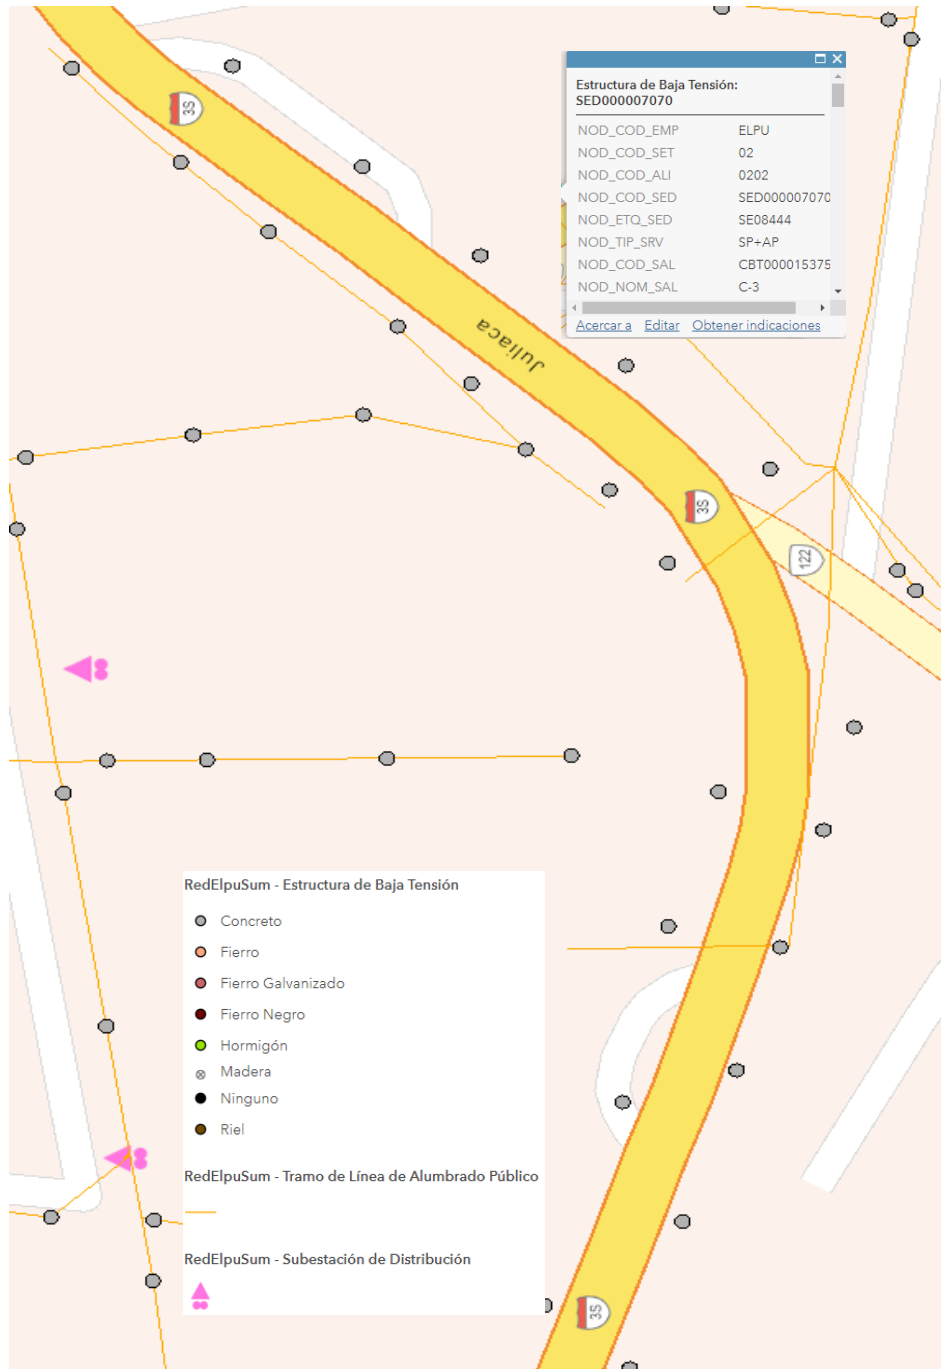 3S
Estructura de Baja Tensión:
SED000007070
NOD_COD_EMP ELPU
NOD_COD_SET 02
NOD_COD_ALI 0202
NOD_COD_SED SED000007070
NOD_ETQ_SED SE08444
NOD_TIP_SRV SP+AP
NOD_COD_SAL CBT000015375
NOD_NOM_SAL C-3
Acercar a Editar Obtener indicaciones
Juliaca
3S
122
RedElpuSum - Estructura de Baja Tensión
Concreto
Fierro
Fierro Galvanizado
Fierro Negro
Hormigón
Madera
Ninguno
Riel
RedElpuSum - Tramo de Línea de Alumbrado Público
RedElpuSum - Subestación de Distribución
3S